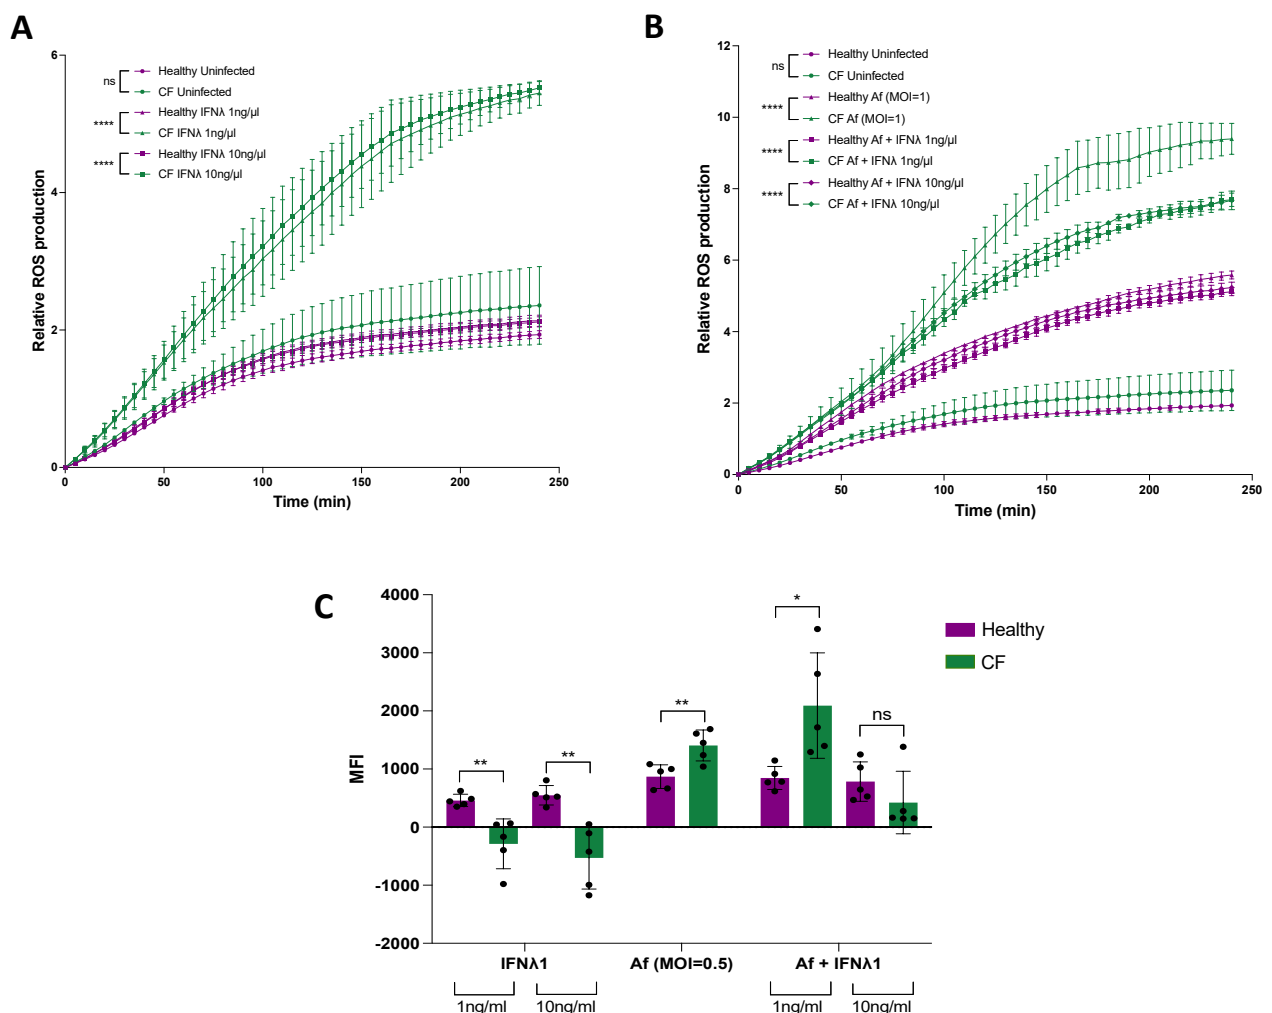 A
6
4
2
0
0
50
100
150
200
250
Relative ROS production
Time (min)
ns
Healthy Uninfected
CF Uninfected
****
Healthy IFNλ 1ng/µl
CF IFNλ 1ng/µl
****
Healthy IFNλ 10ng/µl
CF IFNλ 10ng/µl
B
12
10
8
6
4
2
0
0
50
100
150
200
250
Relative ROS production
Time (min)
ns
Healthy Uninfected
CF Uninfected
****
Healthy Af (MOI=1)
CF Af (MOI=1)
****
Healthy Af + IFNλ 1ng/µl
CF Af + IFNλ 1ng/µl
****
Healthy Af + IFNλ 10ng/µl
CF Af + IFNλ 10ng/µl
C
4000
3000
2000
1000
0
-1000
-2000
MFI
**
**
**
*
ns
Healthy
CF
IFNλ1
Af (MOI=0.5)
Af + IFNλ1
1ng/ml
10ng/ml
1ng/ml
10ng/ml